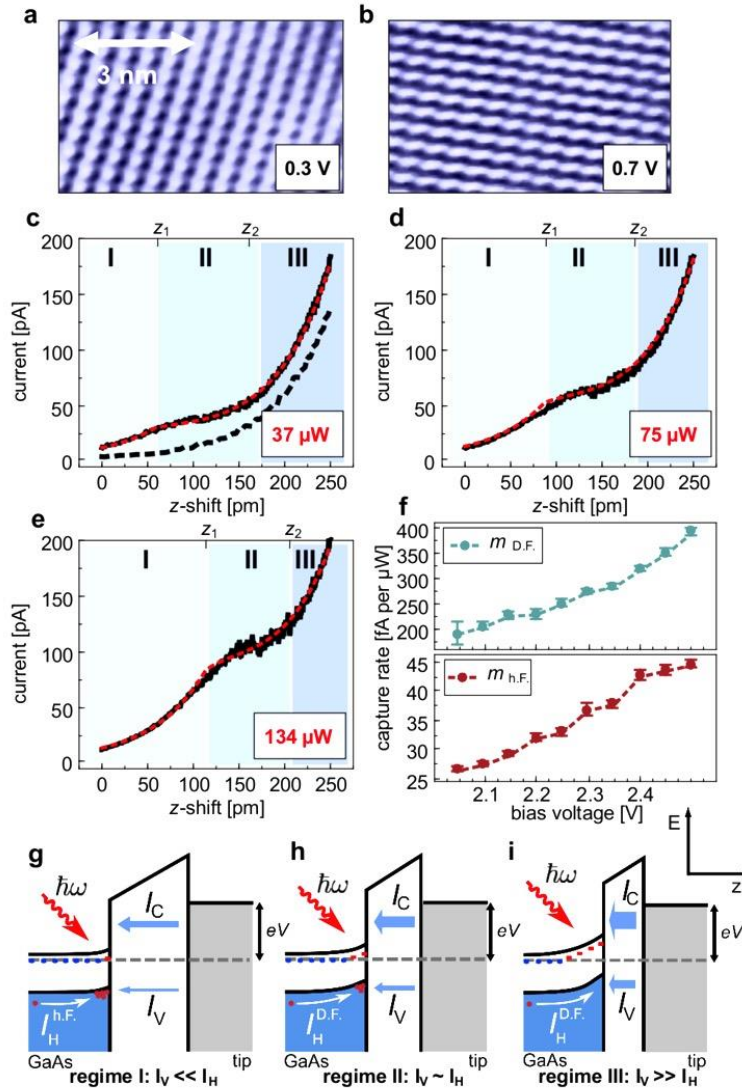 a
3 nm
0.3 V
b
0.7 V
c
z1 z2
I II III
200
150
100
50
0
current [pA]
37 µW
0 50 100 150 200 250
z-shift [pm]
d
z1 z2
I II III
200
150
100
50
0
current [pA]
75 µW
0 50 100 150 200 250
z-shift [pm]
e
z1 z2
I II III
200
150
100
50
0
current [pA]
134 µW
0 50 100 150 200 250
z-shift [pm]
f
400
350
300
250
200
m D.F.
capture rate [fA per µW]
45
40
35
30
25
m h.F.
2.1 2.2 2.3 2.4
bias voltage [V]
E
z
g
ħω
IC
eV
IV
IH h.F.
GaAs tip
regime I: IV << IH
h
ħω
IC
eV
IV
IH D.F.
GaAs tip
regime II: IV ~ IH
i
ħω
IC
eV
IV
IH D.F.
GaAs tip
regime III: IV >> IH